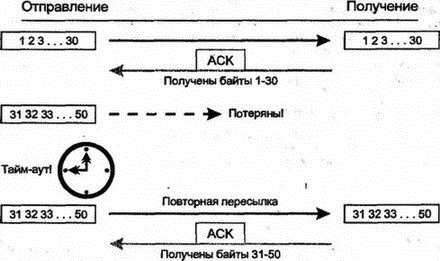 Отправление Получение
1 2 3 . . . 30 1 2 3 . . . 30
ACK
Получены байты 1-30
31 32 33 . . . 50 Потеряны!
Тайм-аут!
Повторная пересылка
31 32 33 . . . 50 31 32 33 . . . 50
ACK
Получены байты 31-50